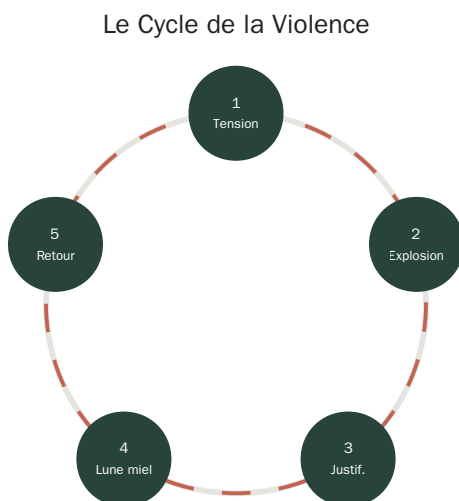 Le Cycle de la Violence
1
Tension
2
Explosion
3
Justif.
4
Lune miel
5
Retour